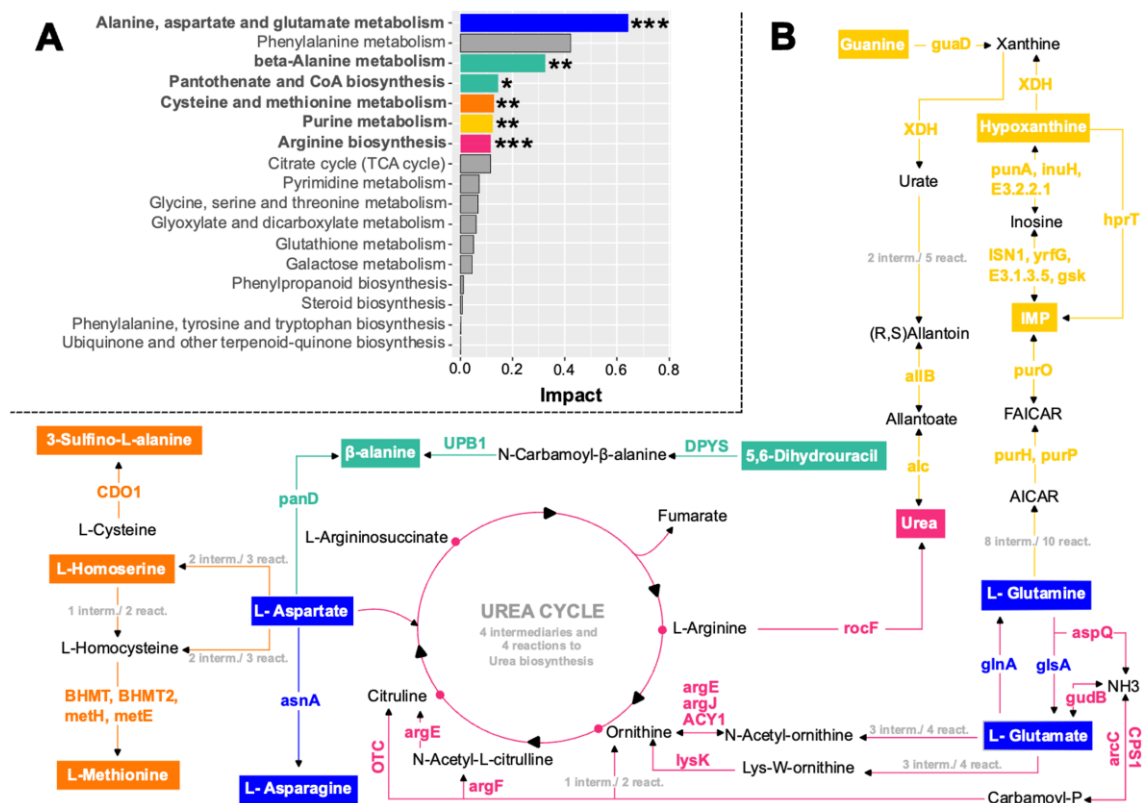 A
Alanine, aspartate and glutamate metabolism
***
Phenylalanine metabolism
beta-Alanine metabolism
**
Pantothenate and CoA biosynthesis
*
Cysteine and methionine metabolism
**
Purine metabolism
**
Arginine biosynthesis
***
Citrate cycle (TCA cycle)
Pyrimidine metabolism
Glycine, serine and threonine metabolism
Glyoxylate and dicarboxylate metabolism
Glutathione metabolism
Galactose metabolism
Phenylpropanoid biosynthesis
Steroid biosynthesis
Phenylalanine, tyrosine and tryptophan biosynthesis
Ubiquinone and other terpenoid-quinone biosynthesis
0.0 0.2 0.4 0.6 0.8
Impact
B
Guanine
guaD
Xanthine
XDH
XDH
Hypoxanthine
Urate
punA, inuH,
E3.2.2.1
hprT
Inosine
2 interm./ 5 react.
ISN1, yrfG,
E3.1.3.5, gsk
IMP
(R,S)Allantoin
allB
purO
Allantoate
FAICAR
alc
purH, purP
AICAR
Urea
8 interm./ 10 react.
3-Sulfino-L-alanine
CDO1
L-Cysteine
β-alanine
UPB1
N-Carbamoyl-β-alanine
DPYS
5,6-Dihydrouracil
panD
L-Homoserine
2 interm./ 3 react.
1 interm./ 2 react.
L- Aspartate
L-Homocysteine
2 interm./ 3 react.
BHMT, BHMT2,
metH, metE
asnA
L-Methionine
L- Asparagine
L-Argininosuccinate
Fumarate
UREA CYCLE
4 intermediaries and
4 reactions to
Urea biosynthesis
L-Arginine
rocF
Citruline
argE
N-Acetyl-L-citrulline
OTC
argF
Ornithine
argE
argJ
ACY1
N-Acetyl-ornithine
3 interm./ 4 react.
lysK
Lys-W-ornithine
3 interm./ 4 react.
1 interm./ 2 react.
L- Glutamine
aspQ
glnA
glsA
NH3
gudB
L- Glutamate
arcC
CPS1
Carbamoyl-P